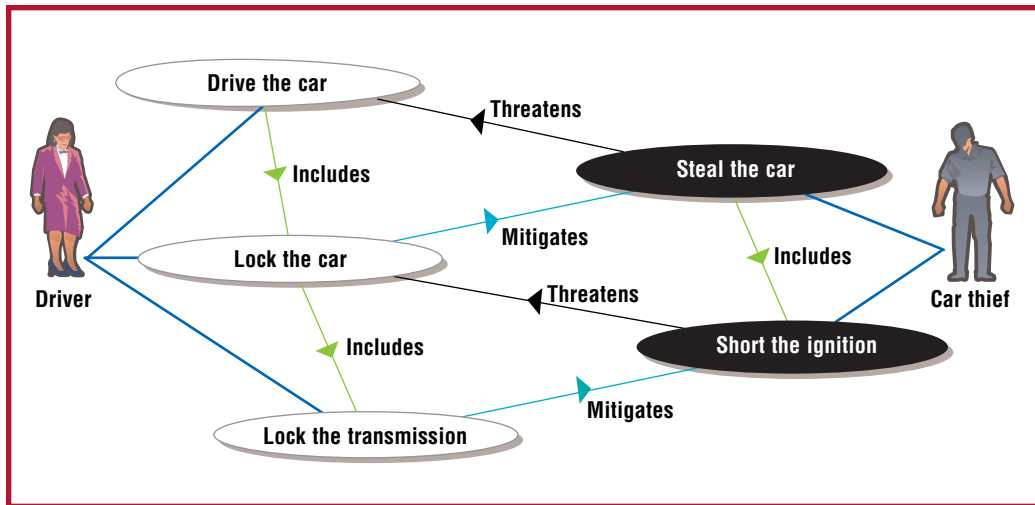 Drive the car
Threatens
Steal the car
Includes
Mitigates
Includes
Lock the car
Driver
Threatens
Car thief
Short the ignition
Includes
Mitigates
Lock the transmission